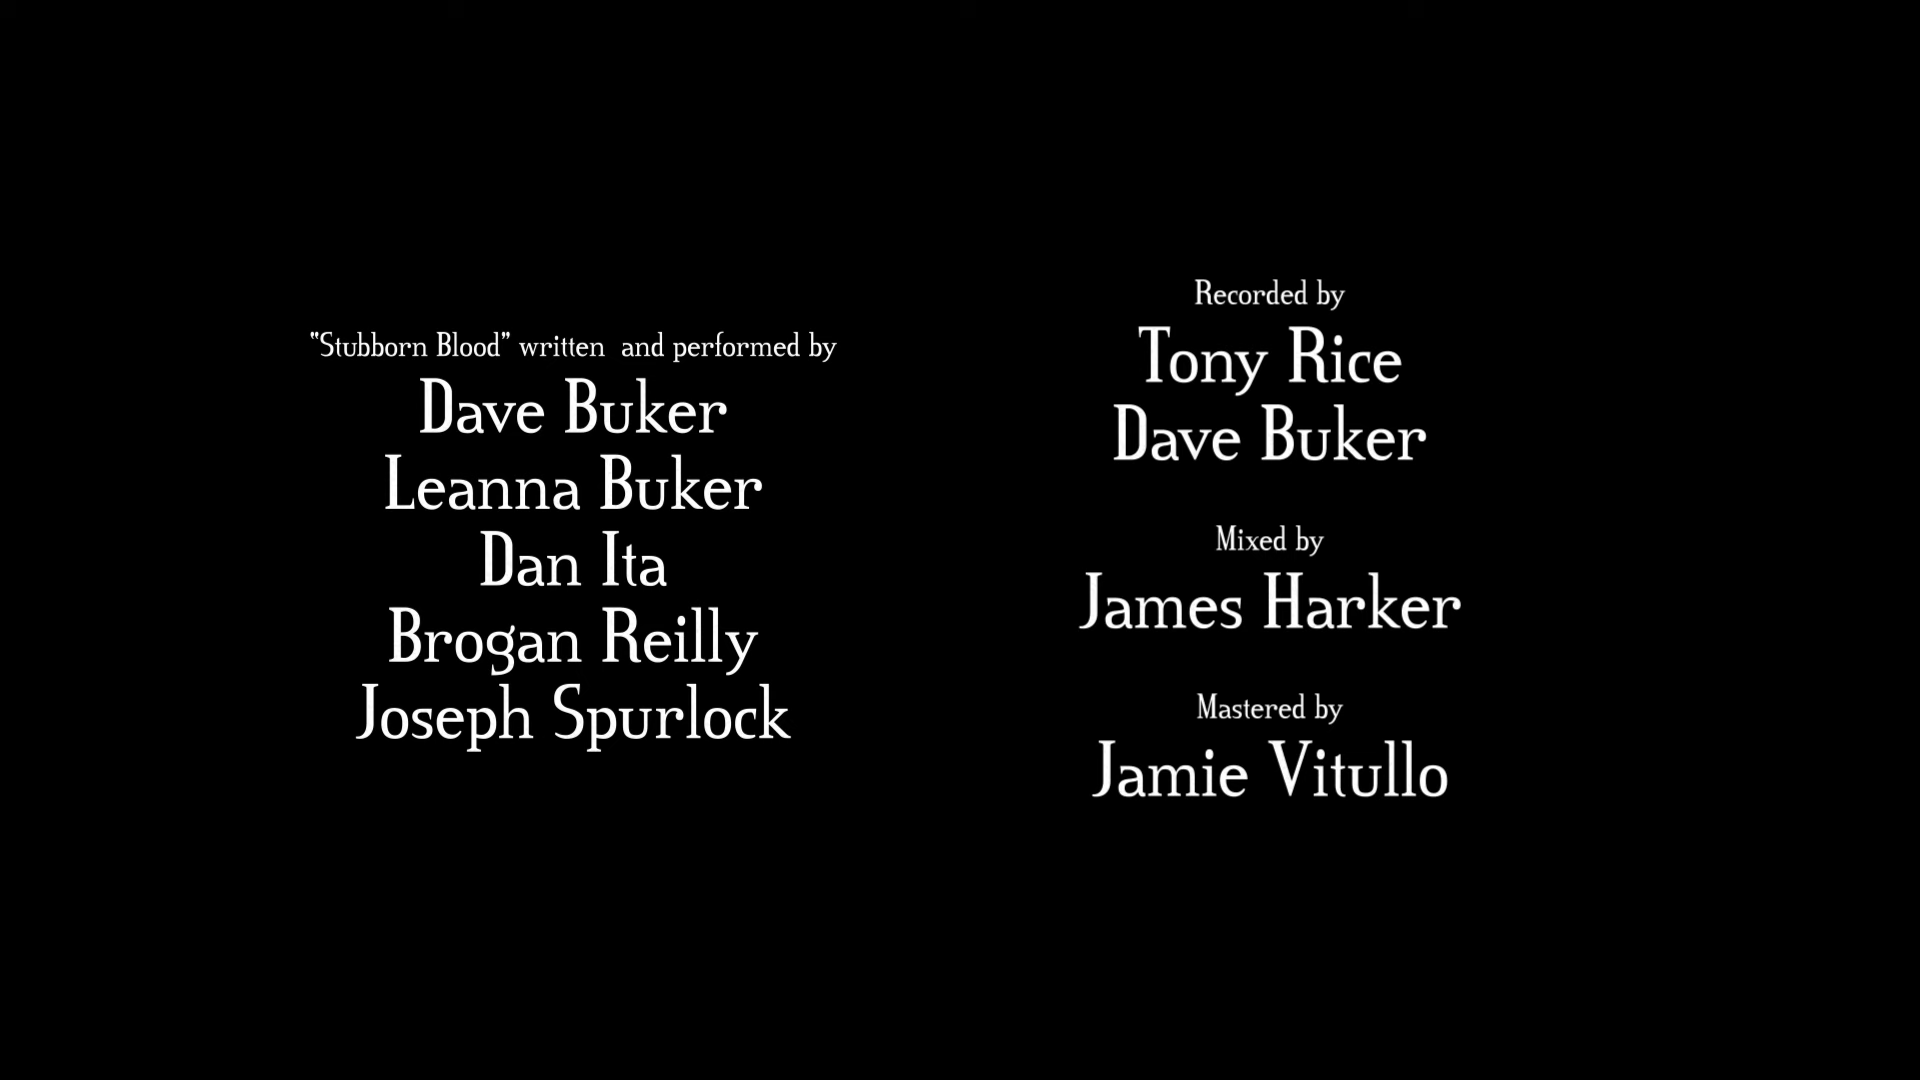 "Stubborn Blood" written  and performed by
Dave Buker
Leanna Buker
Dan Ita
Brogan Reilly
Joseph Spurlock
Recorded by
Tony Rice
Dave Buker
Mixed by
James Harker
Mastered by
Jamie Vitullo